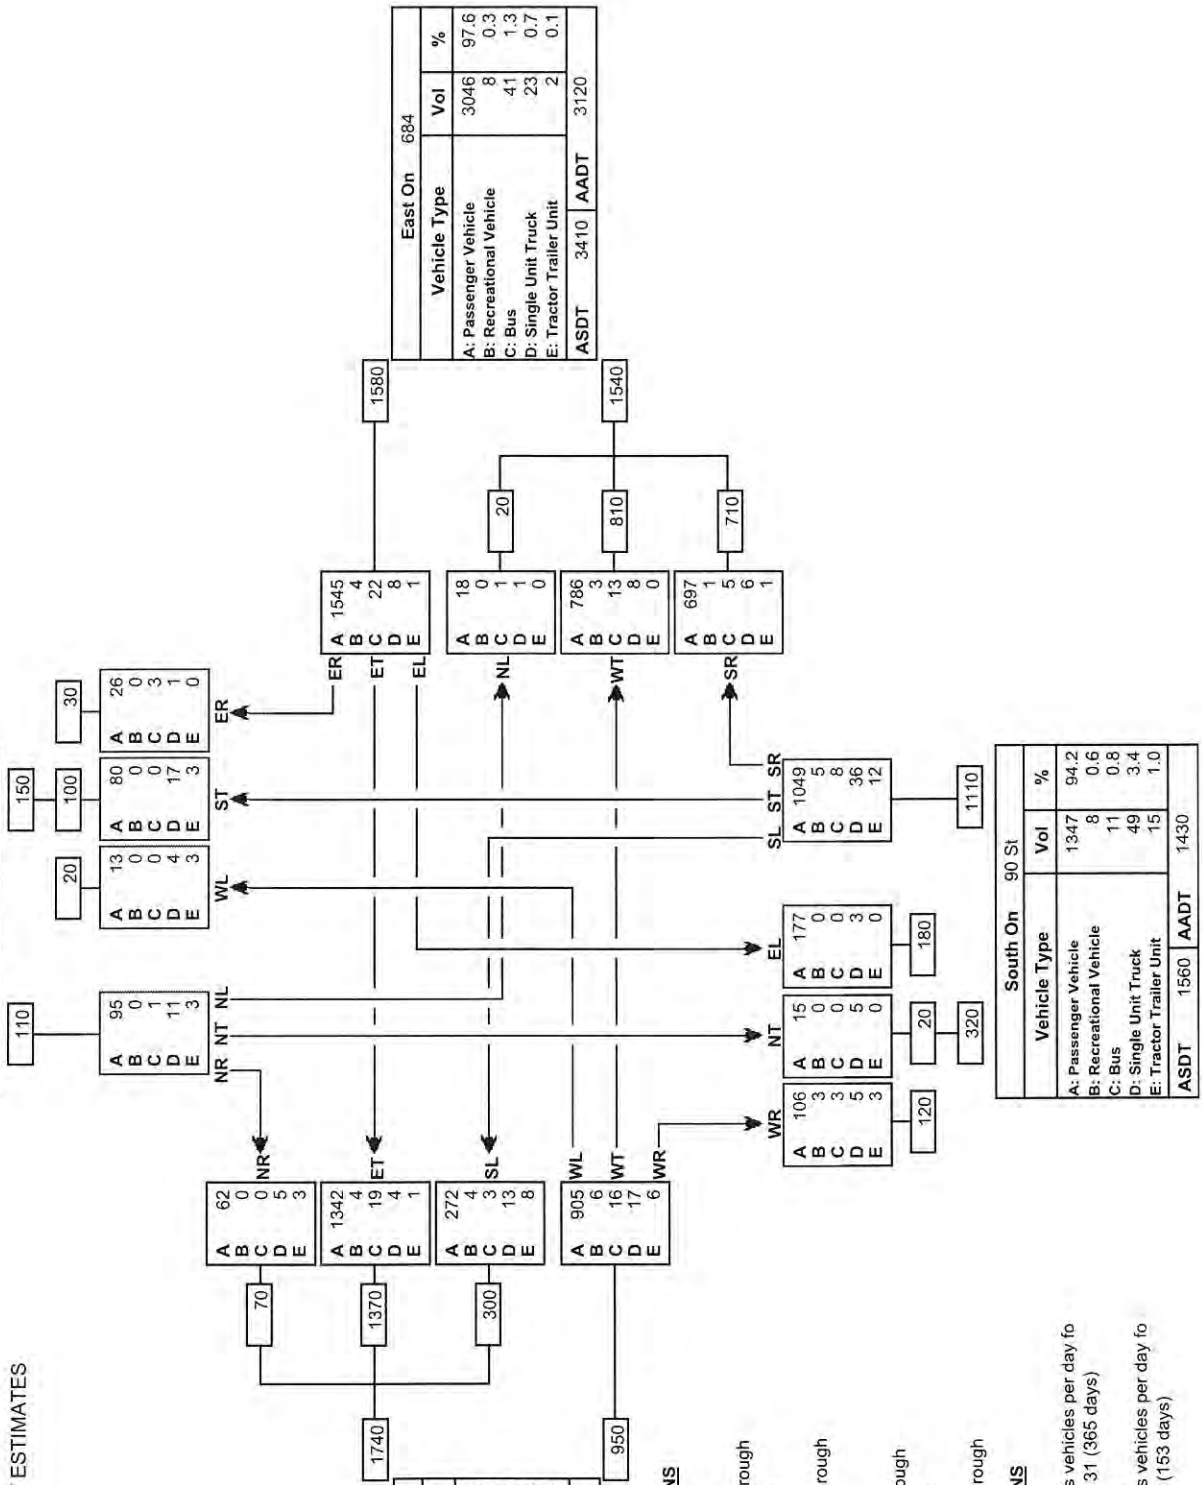 ESTIMATES
150
110
20
100
30
A 95
B 0
C 1
D 11
E 3
A 13
B 0
C 0
D 4
E 3
A 80
B 0
C 0
D 17
E 3
A 26
B 0
C 3
D 1
E 0
NR NT NL
WL
ST
ER
1740
70
1370
300
A 62
B 0
C 0
D 5
E 3
NR
A 1342
B 4
C 19
D 4
E 1
ET
A 272
B 4
C 3
D 13
E 8
SL
950
A 905
B 6
C 16
D 17
E 6
WL
WT
WR
ER
ET
EL
A 1545
B 4
C 22
D 8
E 1
1580
NL
A 18
B 0
C 1
D 1
E 0
20
WT
A 786
B 3
C 13
D 8
E 0
810
1540
SR
A 697
B 1
C 5
D 6
E 1
710
East On 684
Vehicle Type Vol %
A: Passenger Vehicle 3046 97.6
B: Recreational Vehicle 8 0.3
C: Bus 41 1.3
D: Single Unit Truck 23 0.7
E: Tractor Trailer Unit 2 0.1
ASDT 3410 AADT 3120
WR
NT
EL
SL ST SR
A 106
B 3
C 3
D 5
E 3
A 15
B 0
C 0
D 5
E 0
A 177
B 0
C 0
D 3
E 0
A 1049
B 5
C 8
D 36
E 12
120
20
180
1110
320
South On 90 St
Vehicle Type Vol %
A: Passenger Vehicle 1347 94.2
B: Recreational Vehicle 8 0.6
C: Bus 11 0.8
D: Single Unit Truck 49 3.4
E: Tractor Trailer Unit 15 1.0
ASDT 1560 AADT 1430
NS
rough
rough
ough
rough
NS
s vehicles per day fo
31 (365 days)
s vehicles per day fo
(153 days)